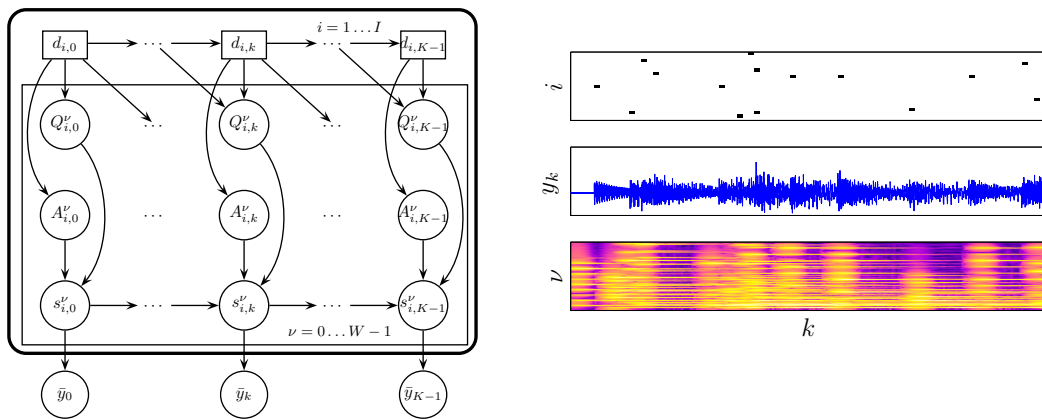 i = 1 . . . I
d_{i,0} · · · d_{i,k} · · · d_{i,K−1}
Q^ν_{i,0} · · · Q^ν_{i,k} · · · Q^ν_{i,K−1}
A^ν_{i,0} · · · A^ν_{i,k} · · · A^ν_{i,K−1}
s^ν_{i,0} · · · s^ν_{i,k} · · · s^ν_{i,K−1}
ν = 0 . . . W − 1
ȳ_0 ȳ_k ȳ_{K−1}
i
y_k
ν
k